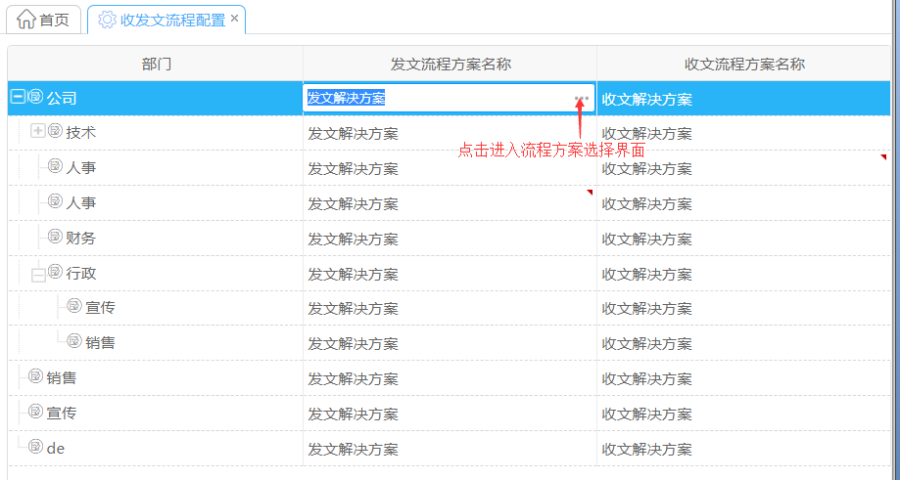 首页 收发文流程配置
部门 发文流程方案名称 收文流程方案名称
公司 发文解决方案 收文解决方案
技术 发文解决方案 收文解决方案
点击进入流程方案选择界面
人事 发文解决方案 收文解决方案
人事 发文解决方案 收文解决方案
财务 发文解决方案 收文解决方案
行政 发文解决方案 收文解决方案
宣传 发文解决方案 收文解决方案
销售 发文解决方案 收文解决方案
销售 发文解决方案 收文解决方案
宣传 发文解决方案 收文解决方案
de 发文解决方案 收文解决方案